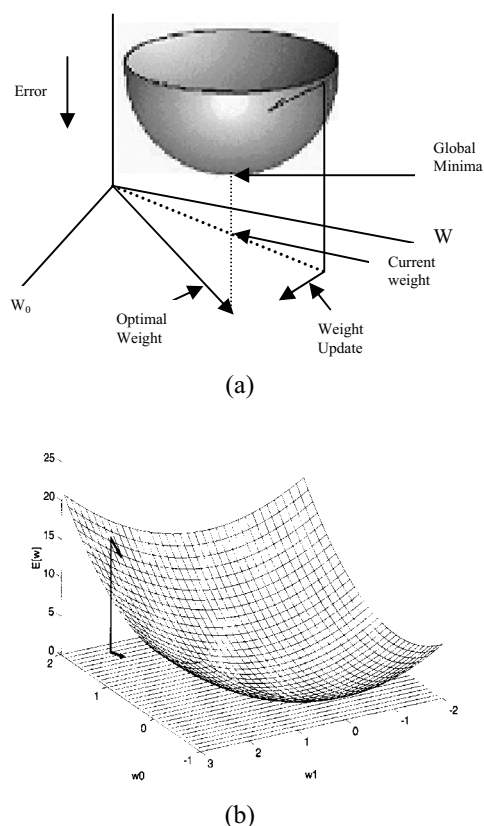 Error
Global
Minima
W
Current
weight
W₀
Optimal
Weight
Weight
Update
(a)
25
20
15
10
5
0
E[w]
2
1
0
-1
w0
3
2
1
0
-1
-2
w1
(b)